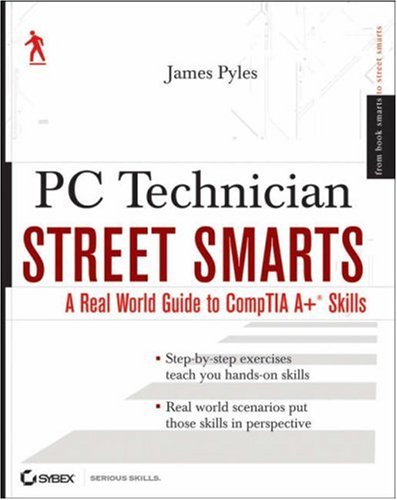 James Pyles
from book smarts to street smarts
PC Technician
STREET SMARTS
A Real World Guide to CompTIA A+® Skills
• Step-by-step exercises
teach you hands-on skills
• Real world scenarios put
those skills in perspective
SYBEX
SERIOUS SKILLS.